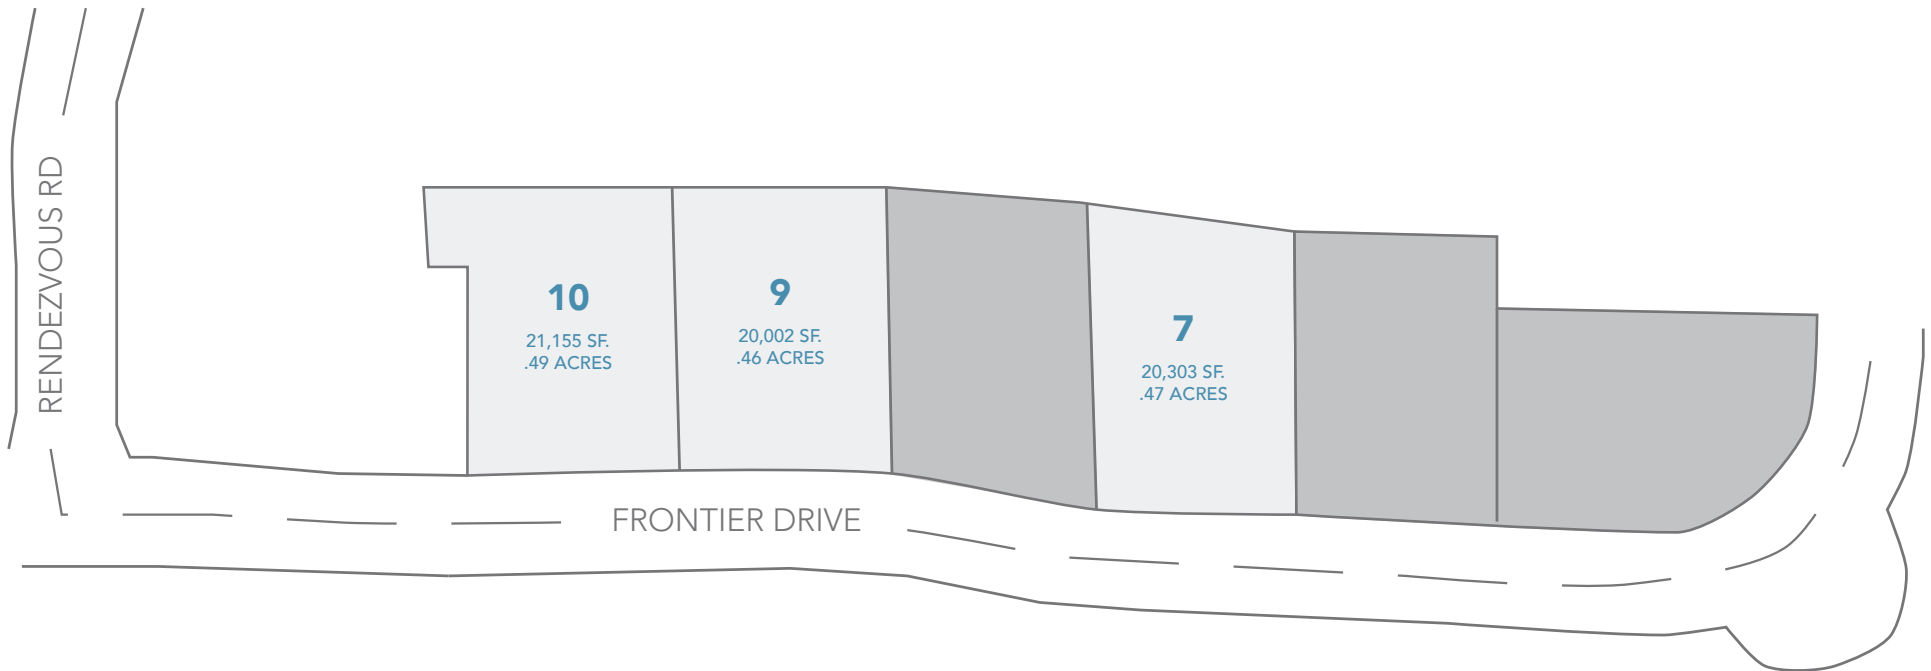 RENDEZVOUS RD
10
21,155 SF.
.49 ACRES
9
20,002 SF.
.46 ACRES
7
20,303 SF.
.47 ACRES
FRONTIER DRIVE